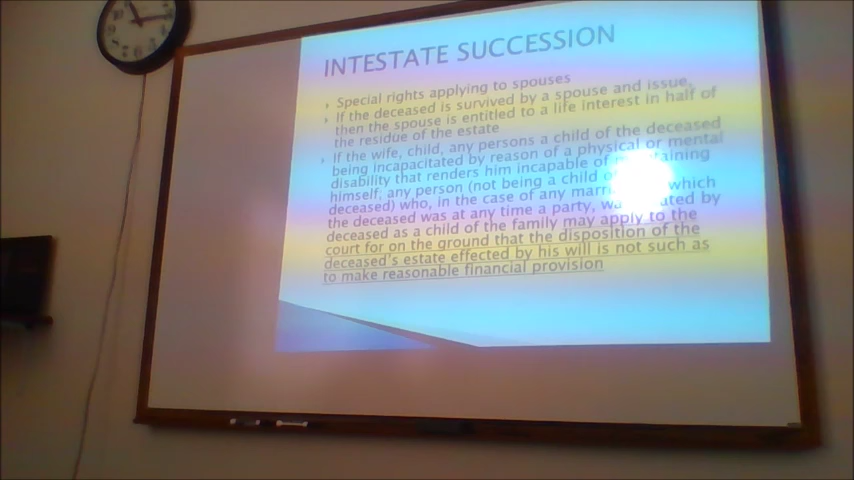 INTESTATE SUCCESSION
Special rights applying to spouses
If the deceased is survived by a spouse and issue,
then the spouse is entitled to a life interest in half of
the residue of the estate
If the wife, child, any persons a child of the deceased
being incapacitated by reason of a physical or mental
disability that renders him incapable of
himself; any person (not being a child
deceased) who, in the case of any which
the deceased was at any time a party, by
deceased as a child of the family may apply to the
court for on the ground that the disposition of the
deceased's estate effected by his will is not such as
to make reasonable financial provision